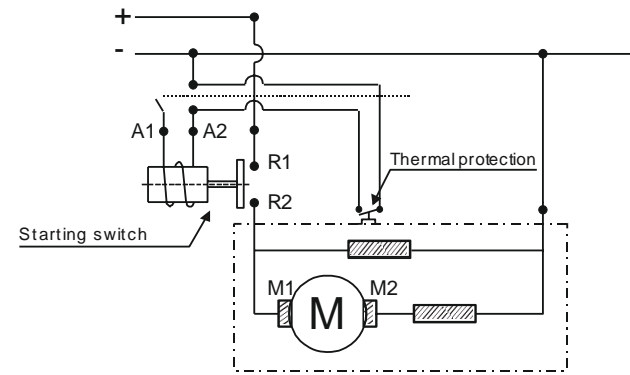 +
-
A1 A2
R1
Thermal protection
R2
Starting switch
M1 M M2